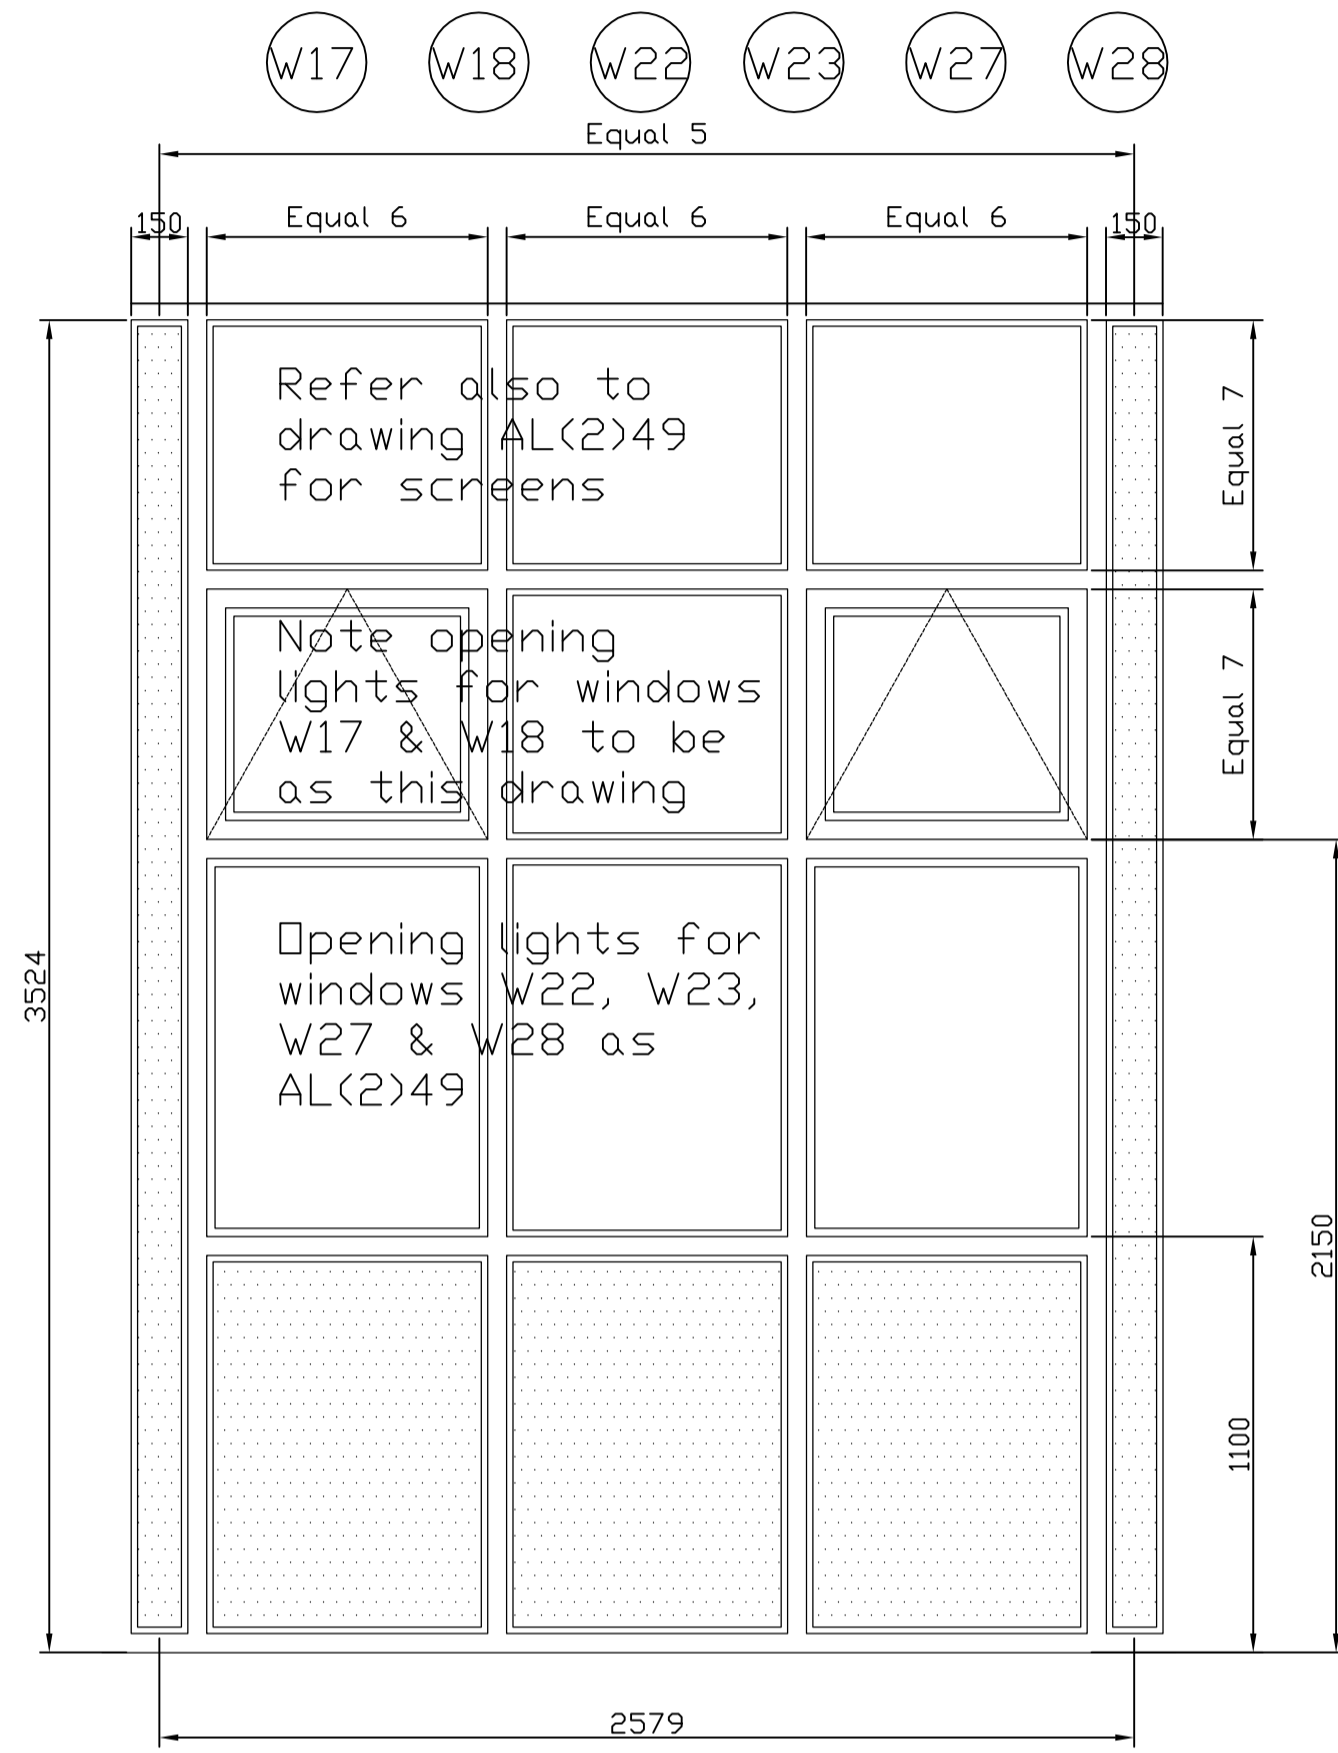 W17 W18 W22 W23 W27 W28
Equal 5
150 Equal 6 Equal 6 Equal 6 150
Refer also to
drawing AL(2)49
for screens
Equal 7
Note opening
lights for windows
W17 & W18 to be
as this drawing
Equal 7
Opening lights for
windows W22, W23,
W27 & W28 as
AL(2)49
3524
2150
1100
2579